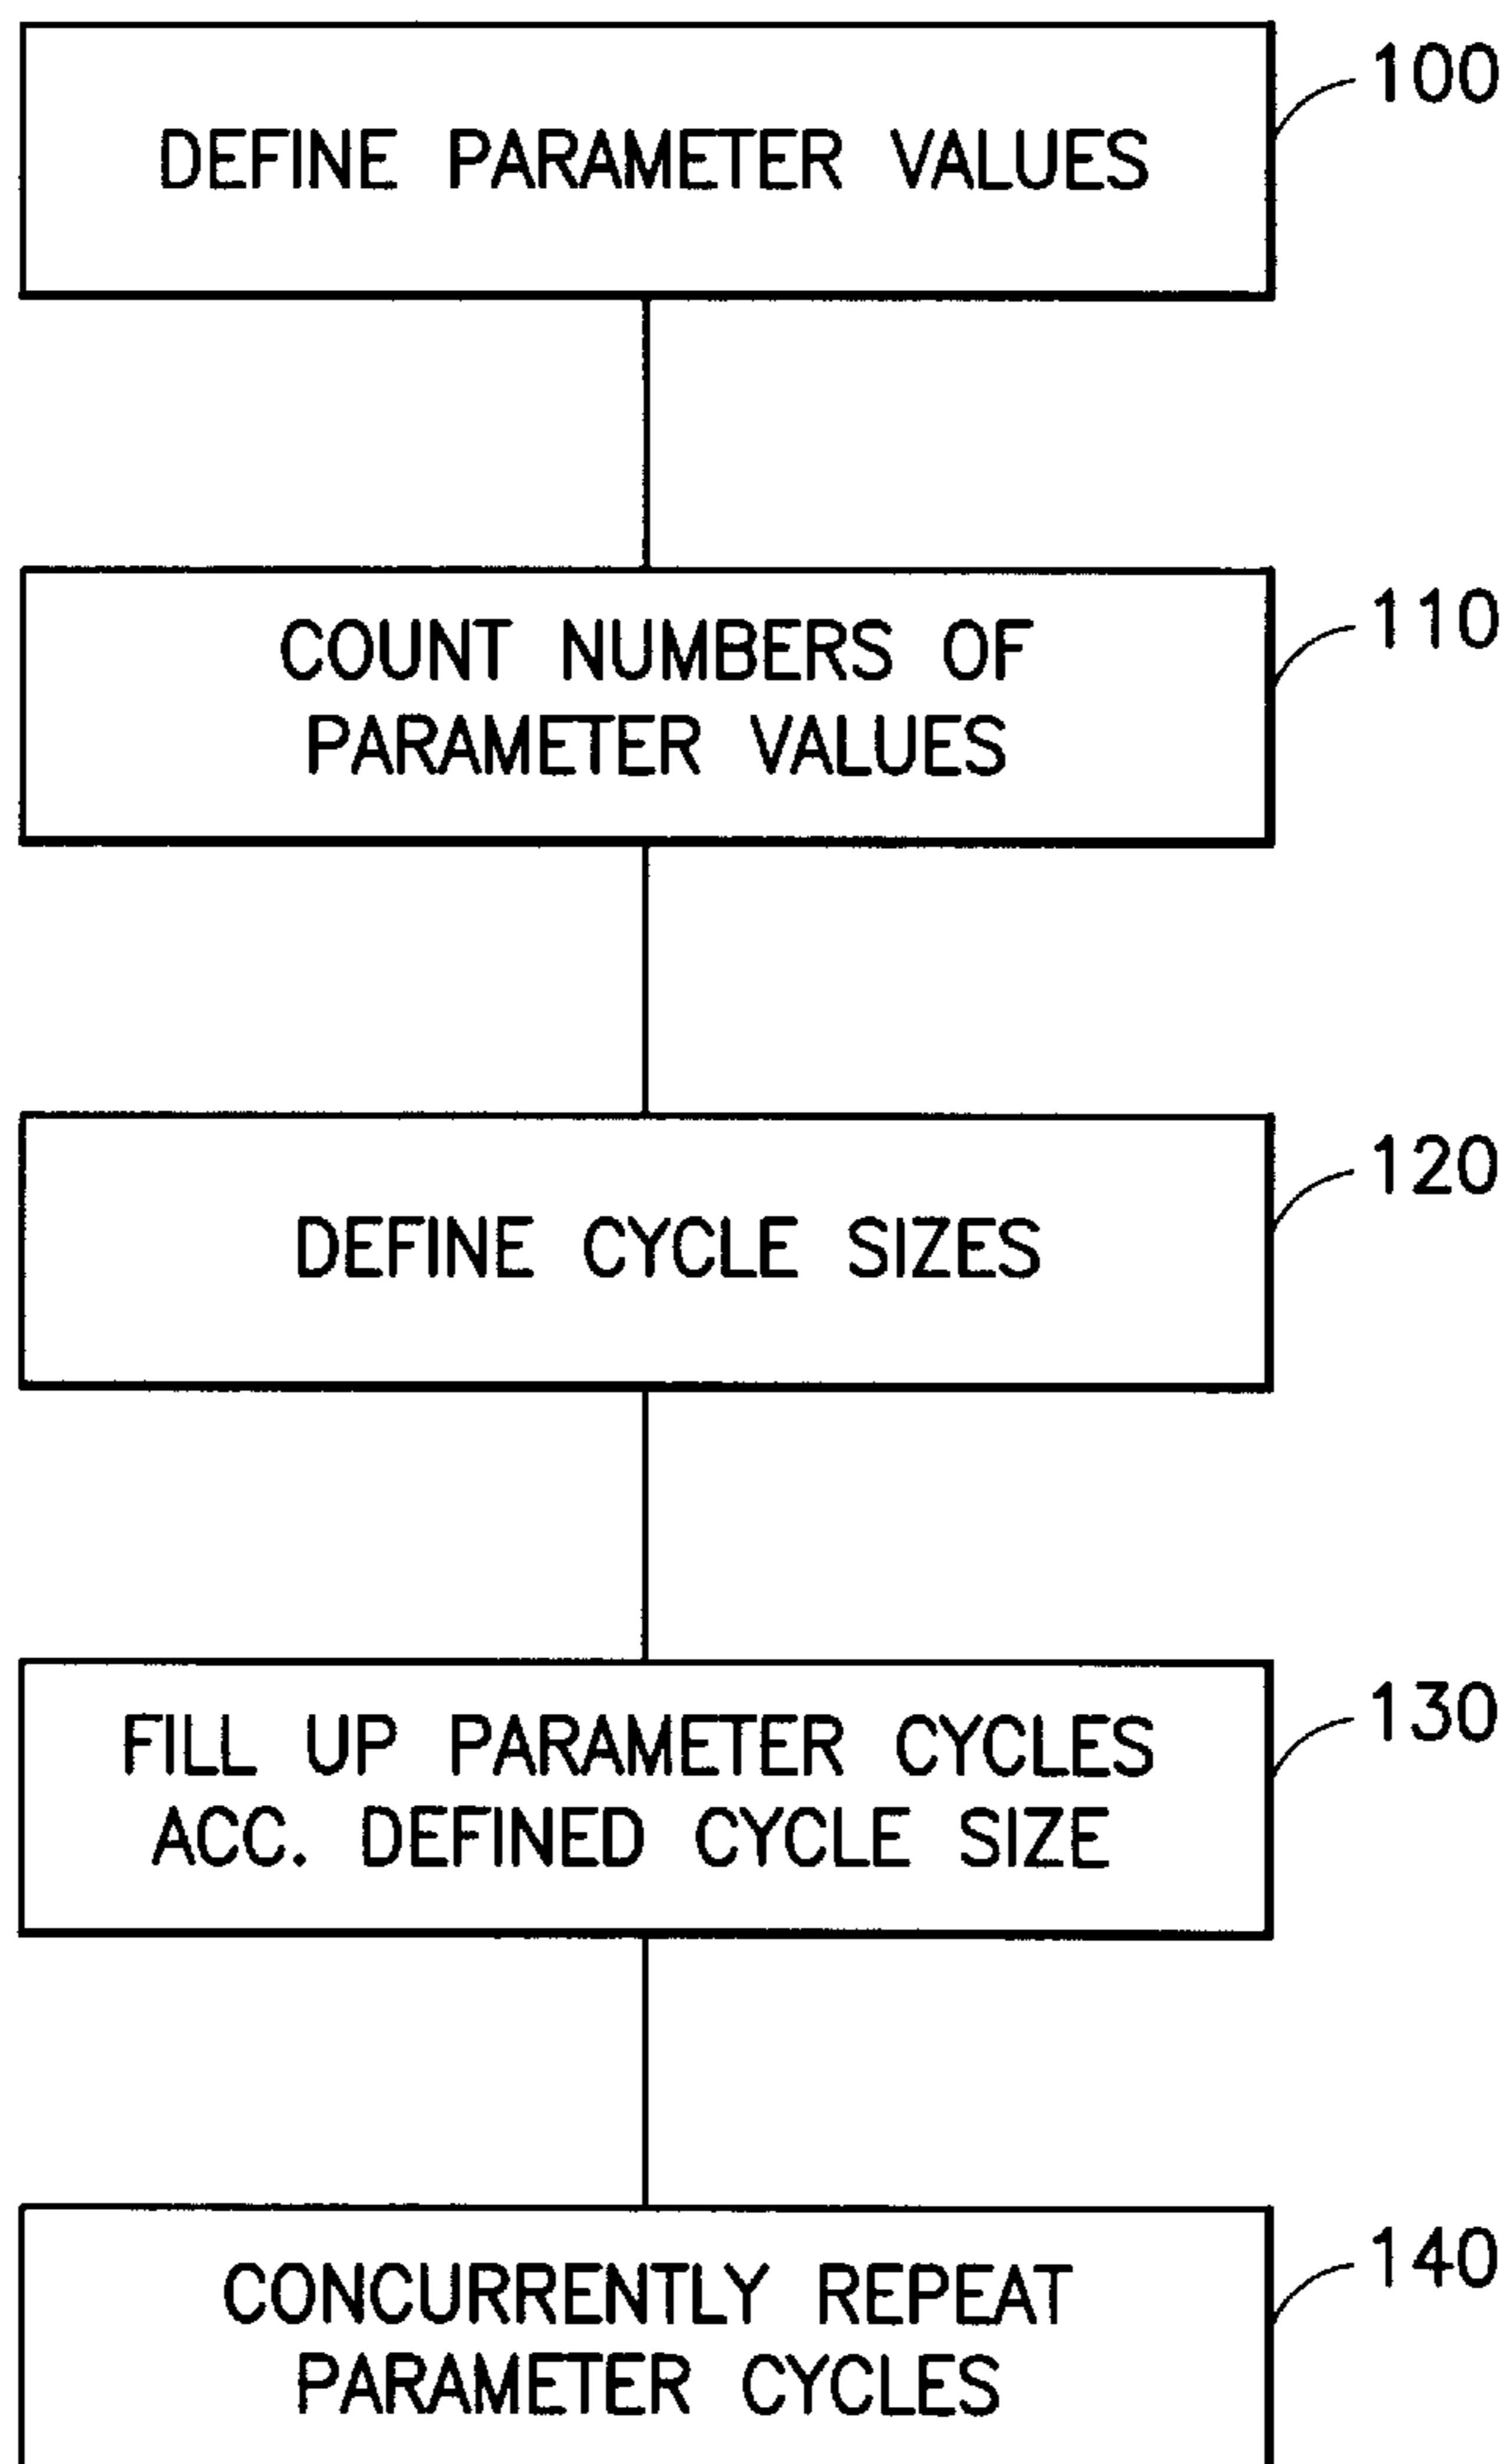 100
DEFINE PARAMETER VALUES
110
COUNT NUMBERS OF
PARAMETER VALUES
120
DEFINE CYCLE SIZES
130
FILL UP PARAMETER CYCLES
ACC. DEFINED CYCLE SIZE
140
CONCURRENTLY REPEAT
PARAMETER CYCLES